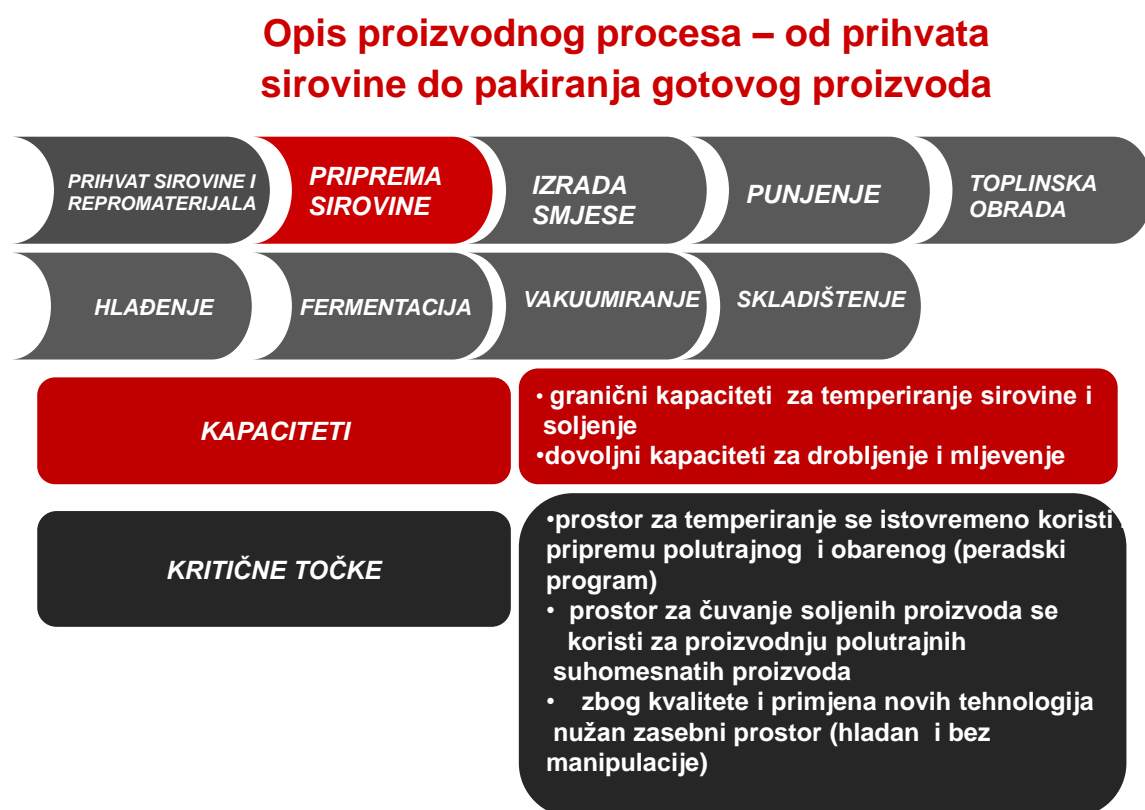 Opis proizvodnog procesa – od prihvata
sirovine do pakiranja gotovog proizvoda
PRIHVAT SIROVINE I
REPROMATERIJALA
PRIPREMA
SIROVINE
IZRADA
SMJESE
PUNJENJE
TOPLINSKA
OBRADA
HLAĐENJE
FERMENTACIJA
VAKUUMIRANJE
SKLADIŠTENJE
KAPACITETI
• granični kapaciteti za temperiranje sirovine i
soljenje
•dovoljni kapaciteti za drobljenje i mljevenje
KRITIČNE TOČKE
•prostor za temperiranje se istovremeno koristi
pripremu polutrajnog i obarenog (peradski
program)
• prostor za čuvanje soljenih proizvoda se
koristi za proizvodnju polutrajnih
suhomesnatih proizvoda
• zbog kvalitete i primjena novih tehnologija
nužan zasebni prostor (hladan i bez
manipulacije)